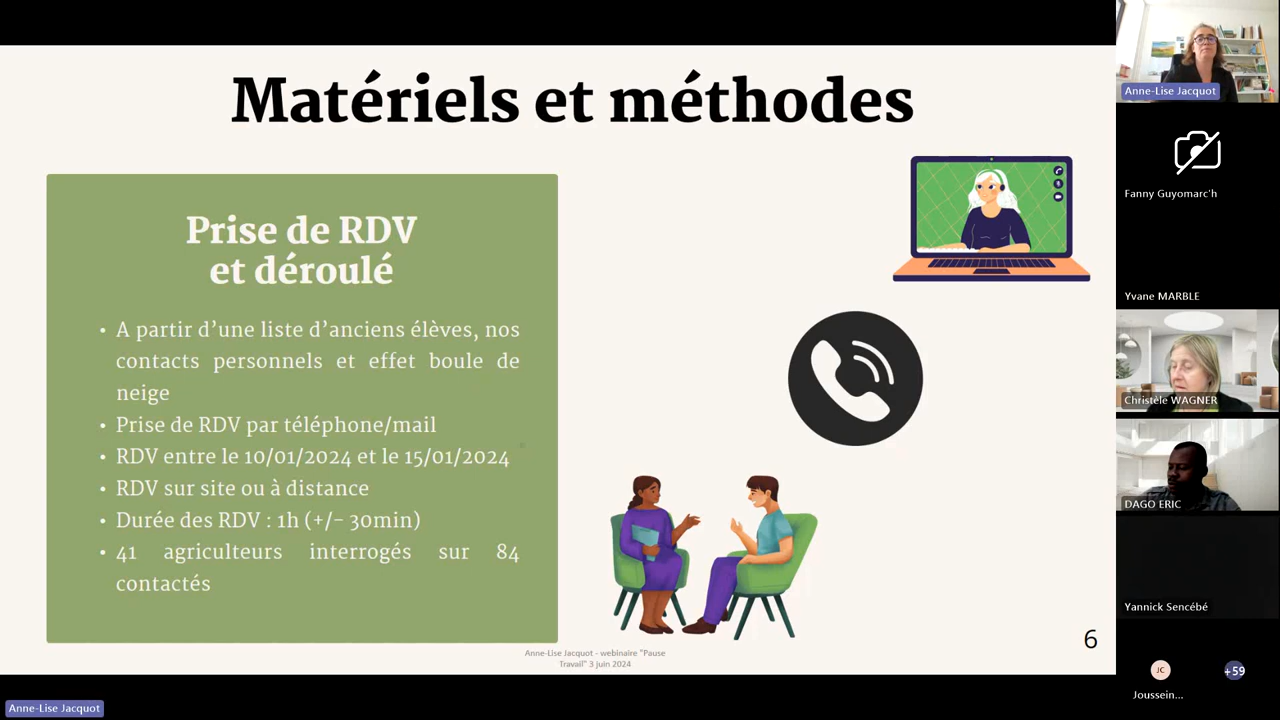 Matériels et méthodes
Prise de RDV
et déroulé
• A partir d'une liste d'anciens élèves, nos
contacts personnels et effet boule de
neige
• Prise de RDV par téléphone/mail
• RDV entre le 10/01/2024 et le 15/01/2024
• RDV sur site ou à distance
• Durée des RDV : 1h (+/- 30min)
• 41 agriculteurs interrogés sur 84
contactés
6
Anne-Lise Jacquot - webinaire "Pause
Travail" 3 juin 2024
Anne-Lise Jacquot
Anne-Lise Jacquot
Fanny Guyomarc'h
Yvane MARBLE
Christèle WAGNER
DAGO ERIC
Yannick Sencébé
JC
+59
Joussein...